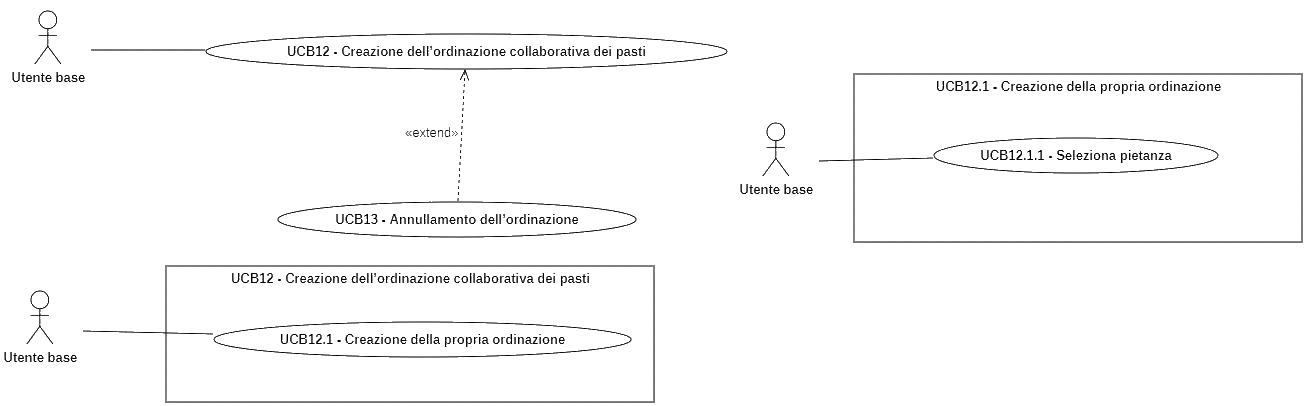 UCB12 - Creazione dell'ordinazione collaborativa dei pasti
Utente base
«extend»
UCB13 - Annullamento dell'ordinazione
UCB12 - Creazione dell'ordinazione collaborativa dei pasti
UCB12.1 - Creazione della propria ordinazione
Utente base
UCB12.1 - Creazione della propria ordinazione
UCB12.1.1 - Seleziona pietanza
Utente base